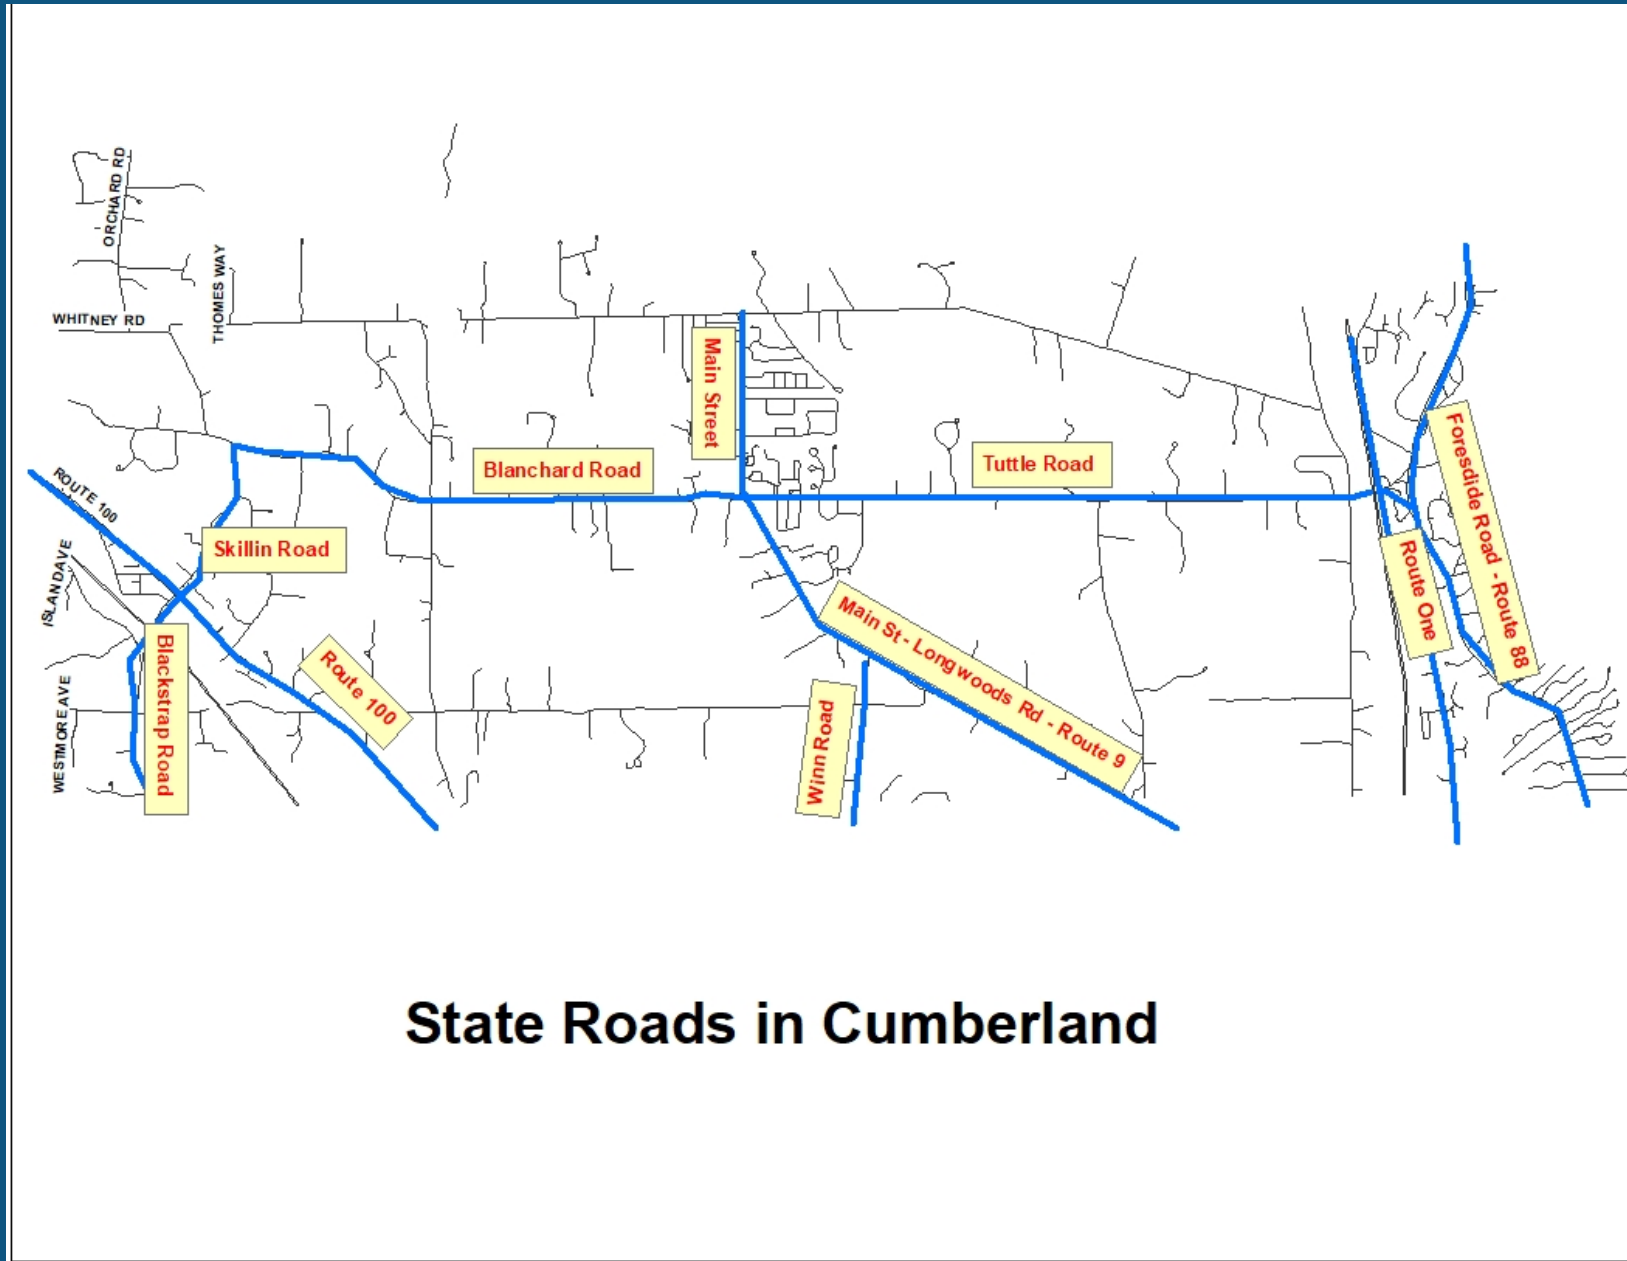 ORCHARD RD
THOMES WAY
WHITNEY RD
Main Street
Blanchard Road
Tuttle Road
Foresdide Road - Route 88
ROUTE 100
Skillin Road
Route One
ISLANDAVE
Main St - Longwoods Rd - Route 9
Blackstrap Road
Route 100
Winn Road
WESTMORE AVE
State Roads in Cumberland